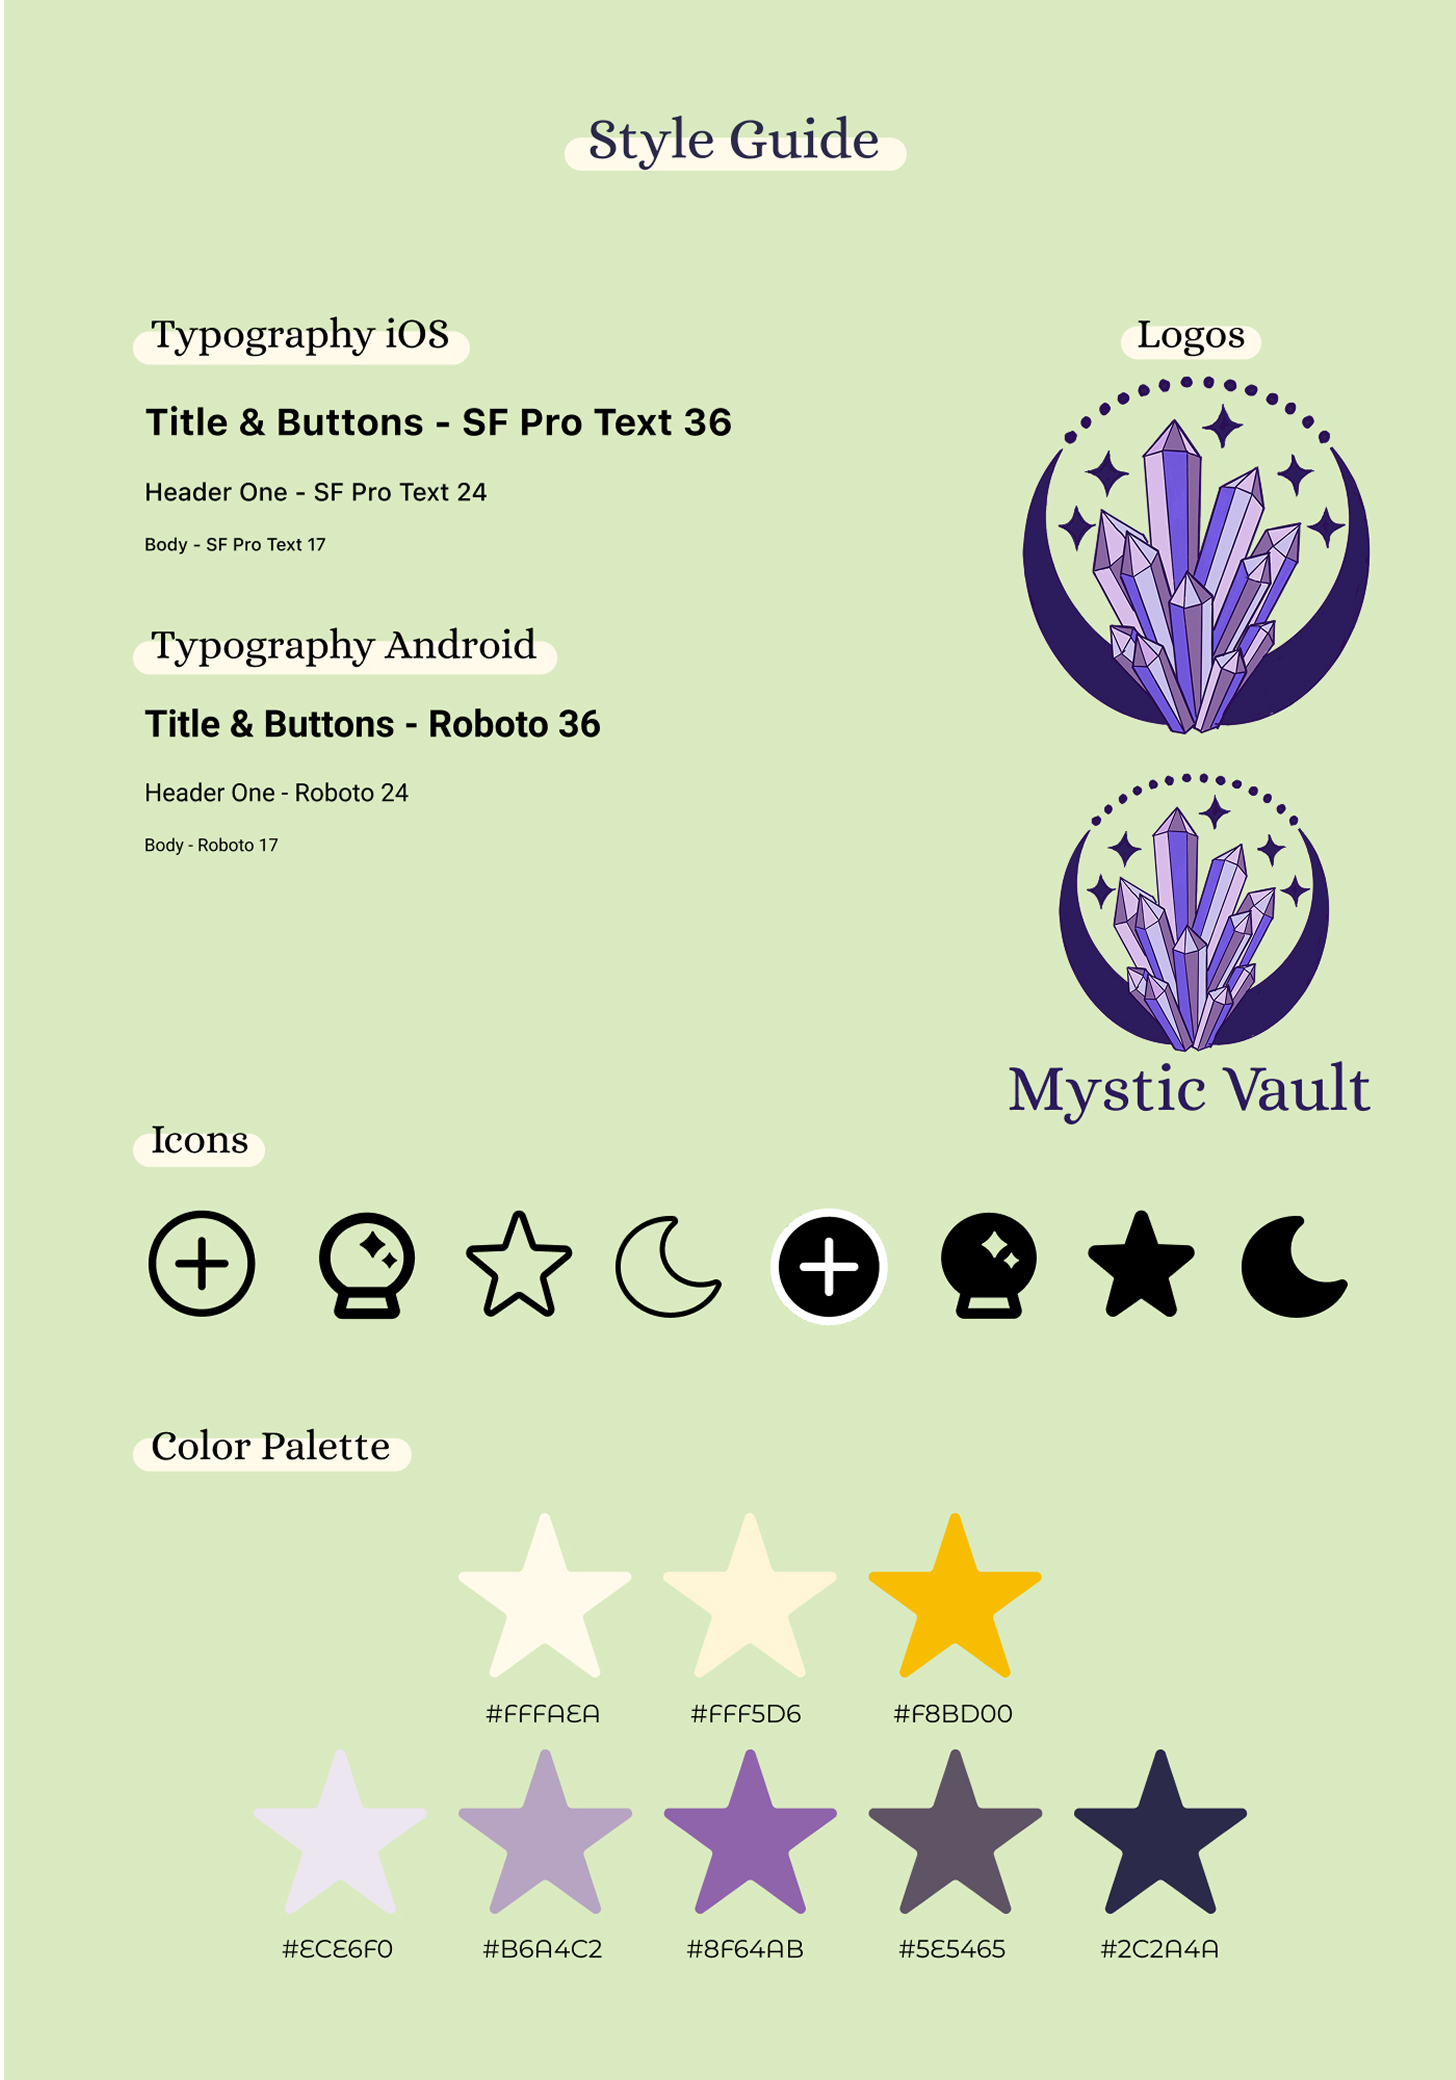 Style Guide
Typography iOS
Title & Buttons - SF Pro Text 36
Header One - SF Pro Text 24
Body - SF Pro Text 17
Typography Android
Title & Buttons - Roboto 36
Header One - Roboto 24
Body - Roboto 17
Logos
Mystic Vault
Icons
Color Palette
#FFFAEA #FFF5D6 #F8BD00
#ECE6F0 #B6A4C2 #8F64AB #5E5465 #2C2A4A